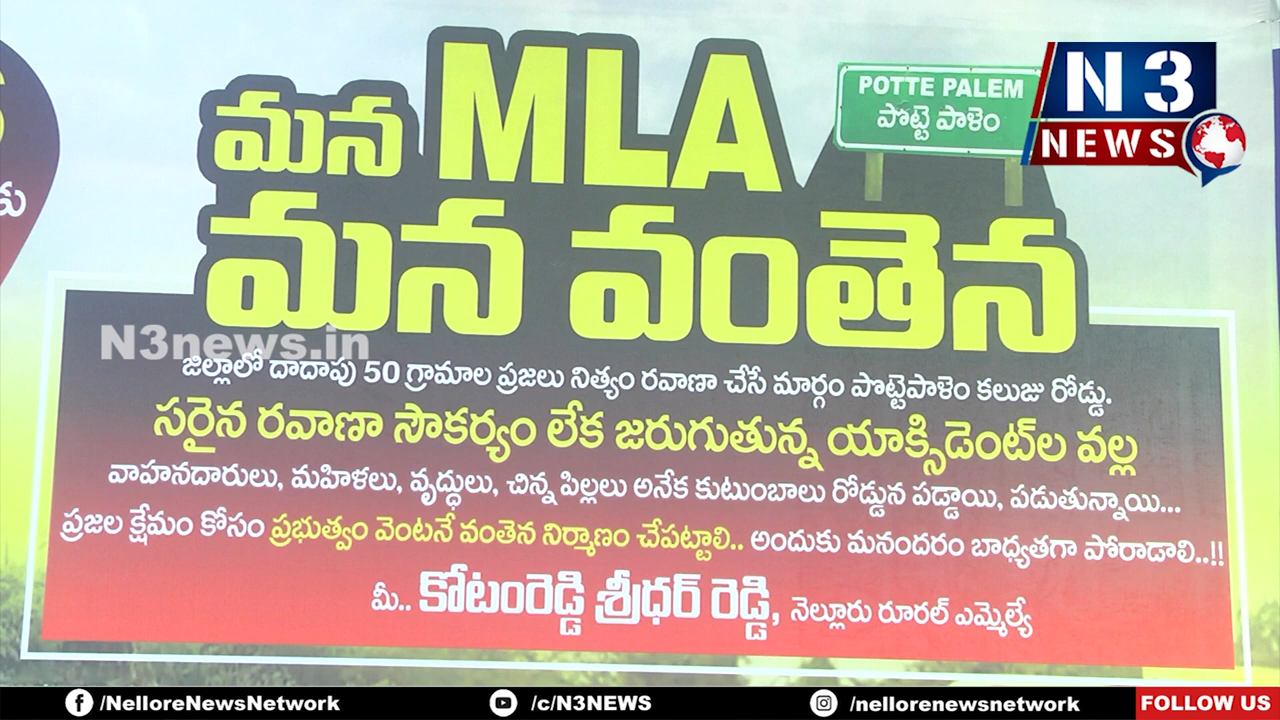 మన MLA
మన వంతెన
POTTE PALEM
పొట్టె పాళెం
N3
NEWS
N3news.in
జిల్లాలో దాదాపు 50 గ్రామాల ప్రజలు నిత్యం రవాణా చేసే మార్గం పొట్టెపాళెం కలుజు రోడ్డు.
సరైన రవాణా సౌకర్యం లేక జరుగుతున్న యాక్సిడెంట్‌ల వల్ల
వాహనదారులు, మహిళలు, వృద్ధులు, చిన్న పిల్లలు అనేక కుటుంబాలు రోడ్డున పడ్డాయి, పడుతున్నాయి...
ప్రజల క్షేమం కోసం ప్రభుత్వం వెంటనే వంతెన నిర్మాణం చేపట్టాలి.. అందుకు మనందరం బాధ్యతగా పోరాడాలి..!!
మీ.. కోటంరెడ్డి శ్రీధర్ రెడ్డి, నెల్లూరు రూరల్ ఎమ్మెల్యే
/NelloreNewsNetwork
/c/N3NEWS
/nellorenewsnetwork
FOLLOW US